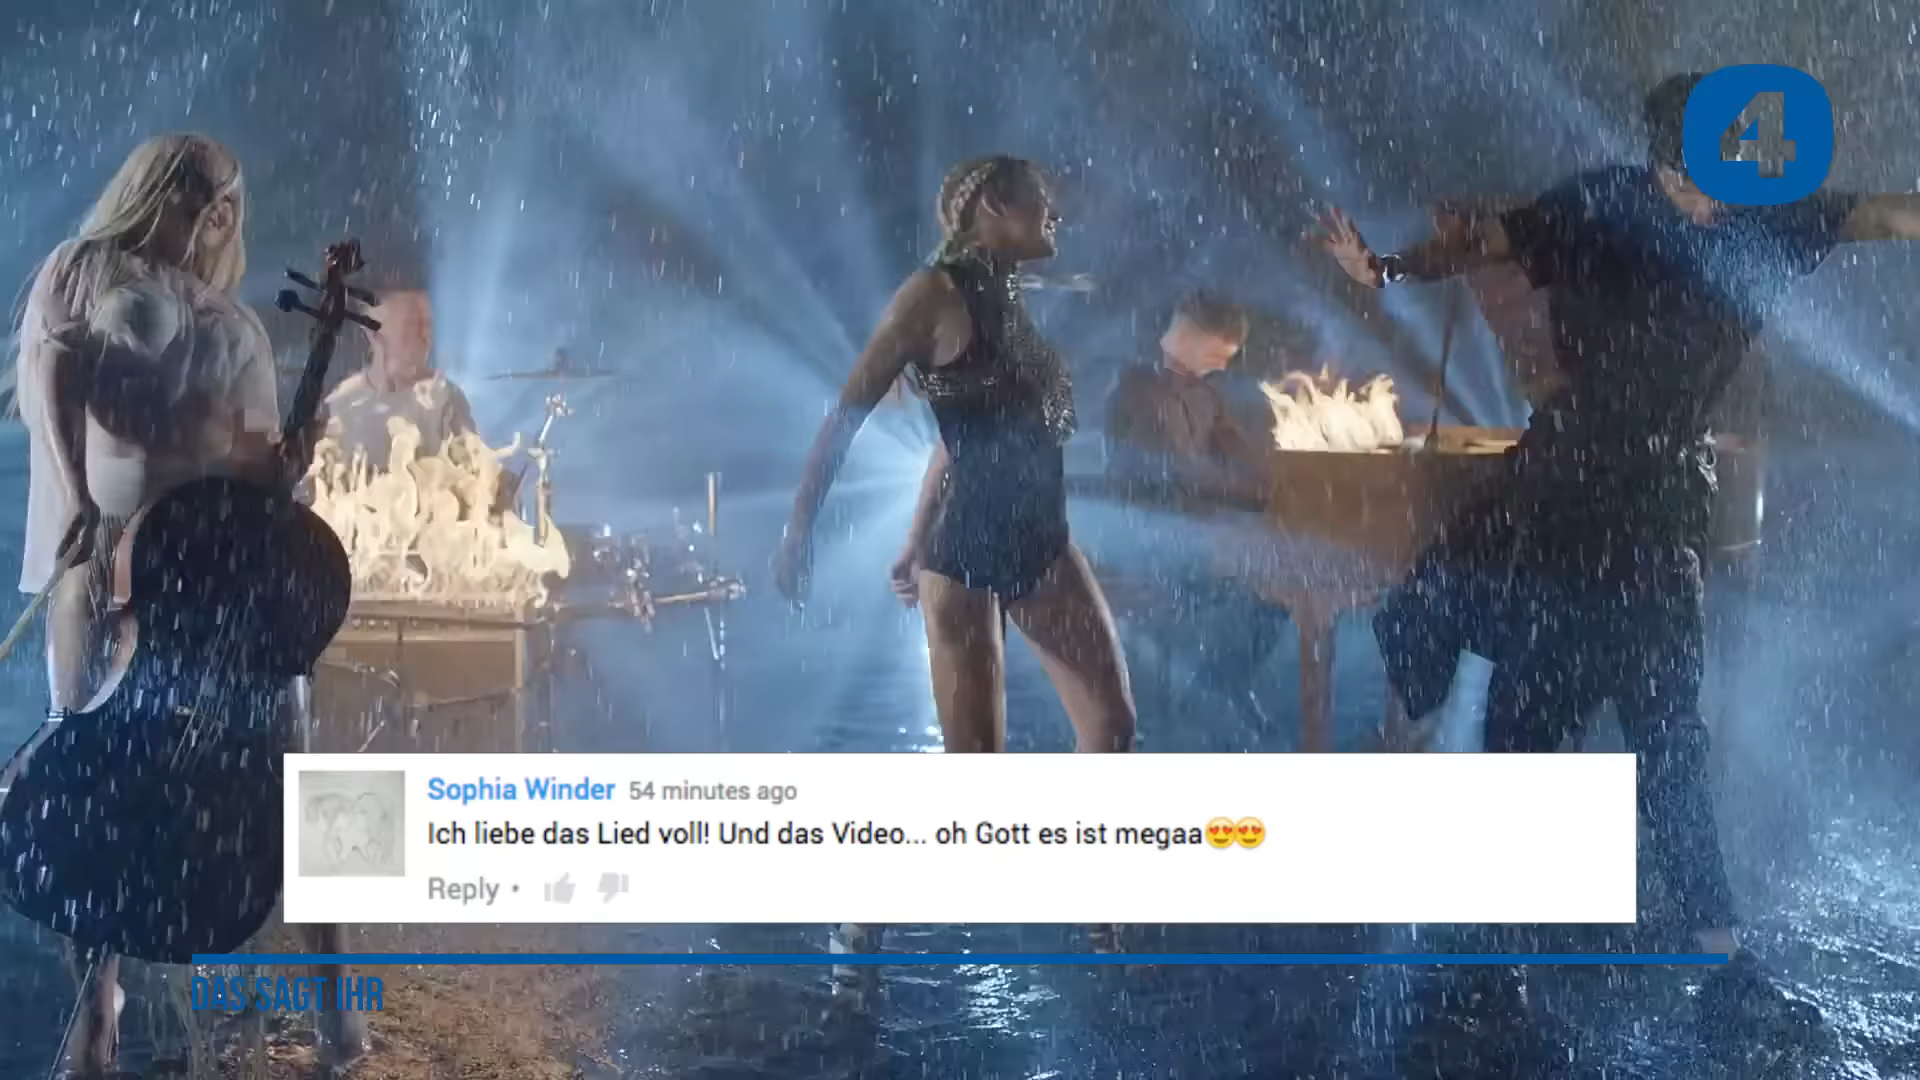 4
Sophia Winder 54 minutes ago
Ich liebe das Lied voll! Und das Video... oh Gott es ist megaa😍😍
Reply •
DAS SAGT IHR